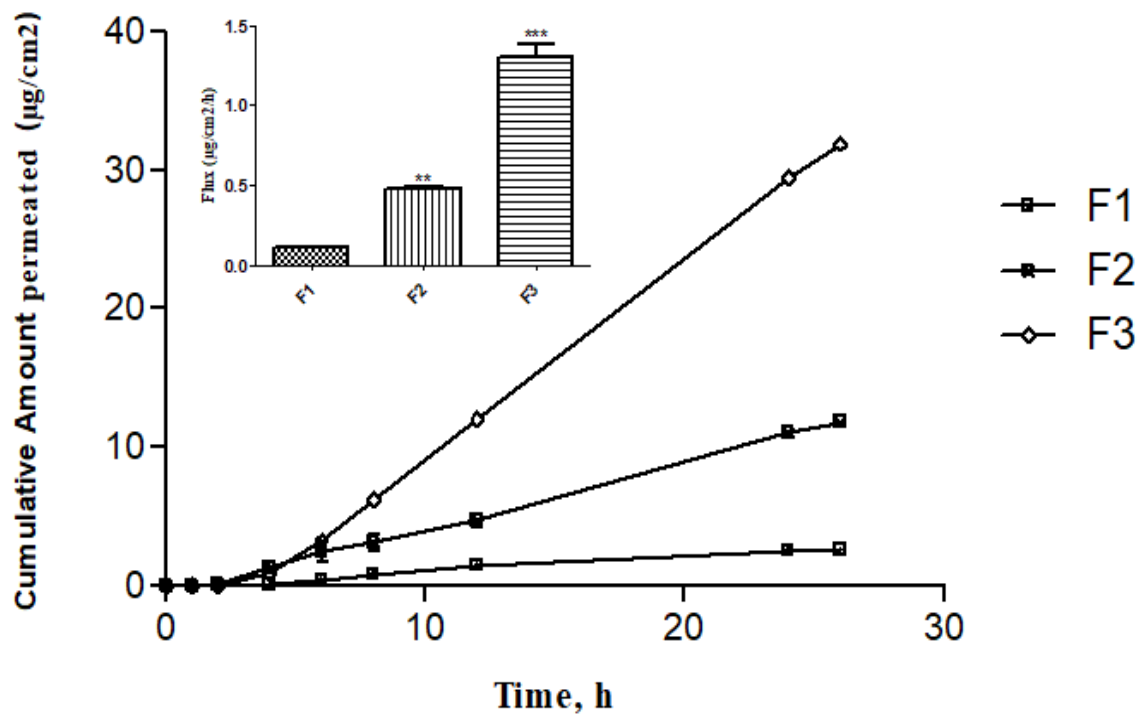 Cumulative Amount permeated (µg/cm2)
40
30
20
10
0
0
10
20
30
Time, h
Flux (µg/cm2/h)
1.5
1.0
0.5
0.0
**
***
F1
F2
F3
F1
F2
F3